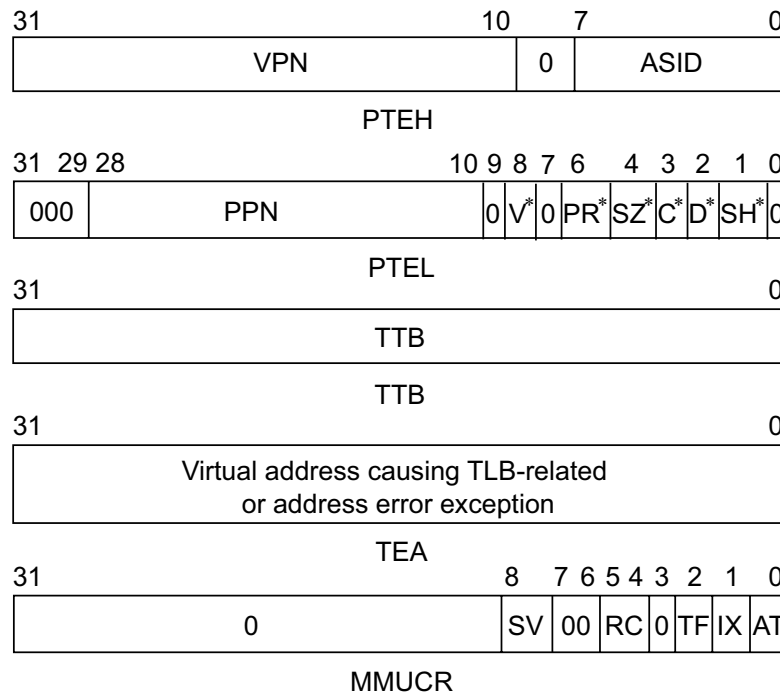 31 10 7 0
VPN 0 ASID
PTEH
31 29 28 10 9 8 7 6 4 3 2 1 0
000 PPN 0 V* 0 PR* SZ* C* D* SH* 0
PTEL
31 0
TTB
TTB
31 0
Virtual address causing TLB-related
or address error exception
TEA
31 8 7 6 5 4 3 2 1 0
0 SV 00 RC 0 TF IX AT
MMUCR